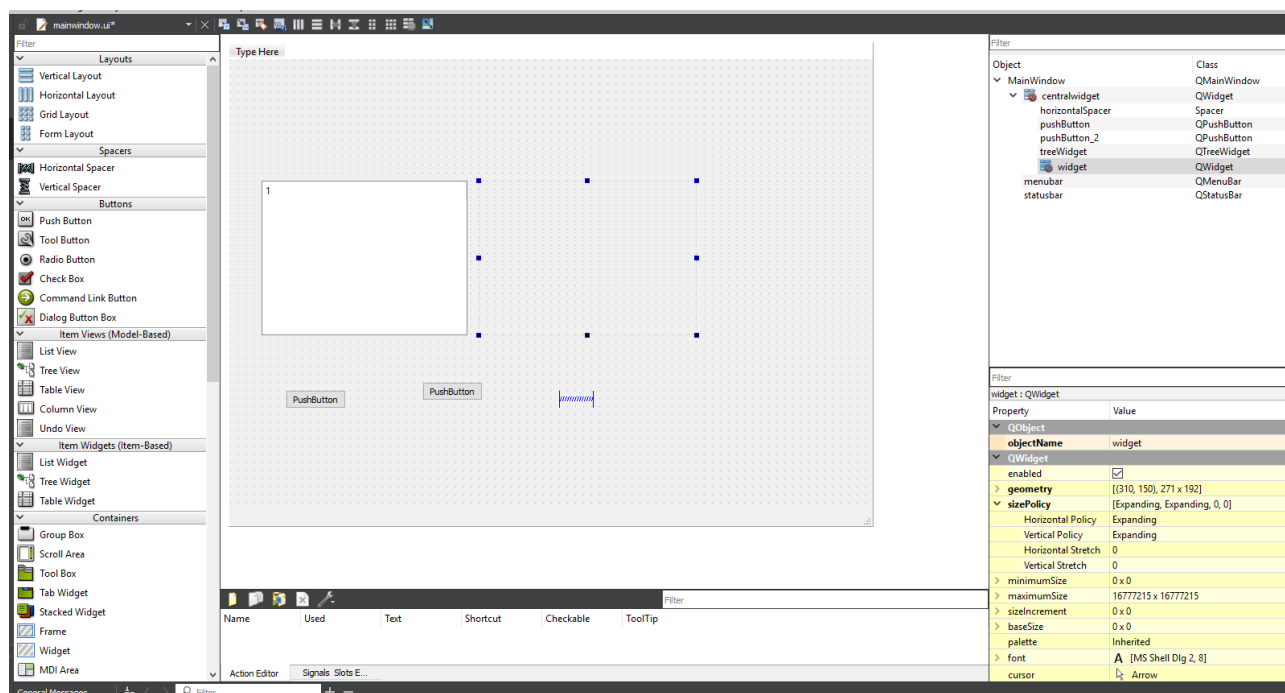 mainwindow.ui*
Filter
Layouts
Vertical Layout
Horizontal Layout
Grid Layout
Form Layout
Spacers
Horizontal Spacer
Vertical Spacer
Buttons
OK Push Button
Tool Button
Radio Button
Check Box
Command Link Button
Dialog Button Box
Item Views (Model-Based)
List View
Tree View
Table View
Column View
Undo View
Item Widgets (Item-Based)
List Widget
Tree Widget
Table Widget
Containers
Group Box
Scroll Area
Tool Box
Tab Widget
Stacked Widget
Frame
Widget
MDI Area
Type Here
1
PushButton
PushButton
Filter
Name Used Text Shortcut Checkable ToolTip
Action Editor Signals Slots E...
Filter
Object Class
MainWindow QMainWindow
centralwidget QWidget
horizontalSpacer Spacer
pushButton QPushButton
pushButton_2 QPushButton
treeWidget QTreeWidget
widget QWidget
menubar QMenuBar
statusbar QStatusBar
Filter
widget : QWidget
Property Value
QObject
objectName widget
QWidget
enabled
geometry [(310, 150), 271 x 192]
sizePolicy [Expanding, Expanding, 0, 0]
Horizontal Policy Expanding
Vertical Policy Expanding
Horizontal Stretch 0
Vertical Stretch 0
minimumSize 0 x 0
maximumSize 16777215 x 16777215
sizeIncrement 0 x 0
baseSize 0 x 0
palette Inherited
font A [MS Shell Dlg 2, 8]
cursor Arrow
General Messages Filter